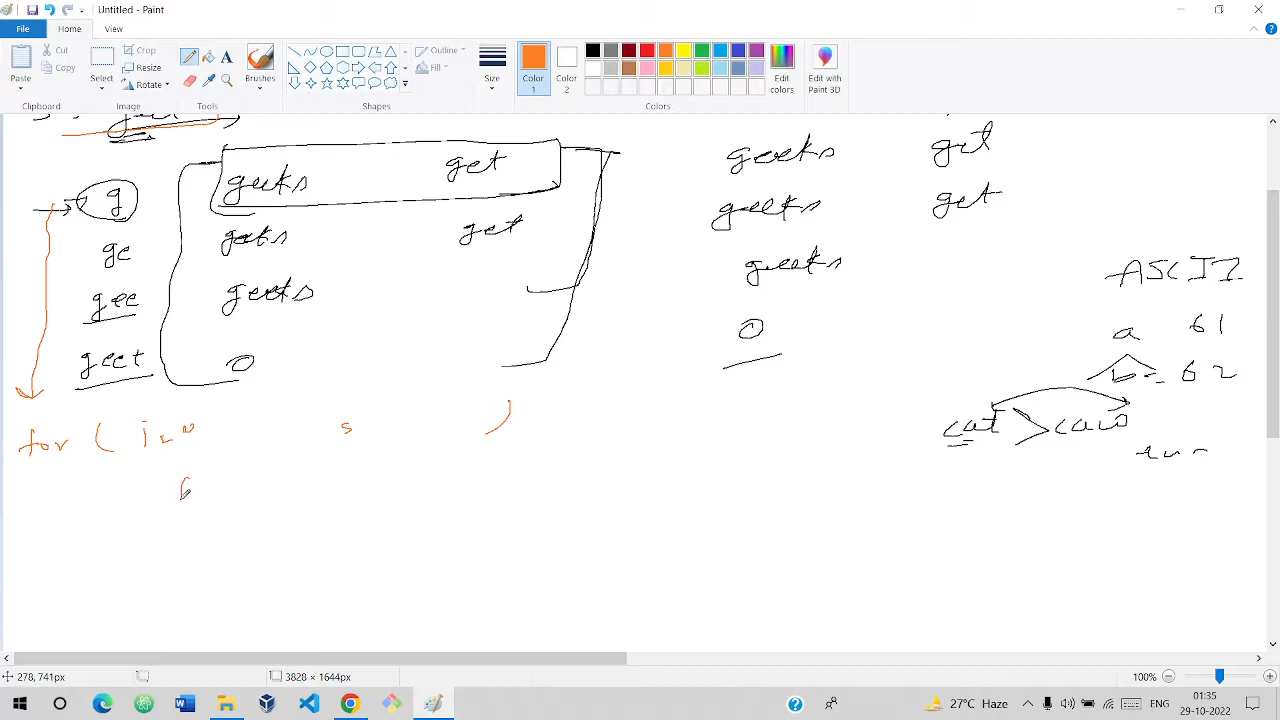 Untitled - Paint
File Home View
Cut
Copy
Paste
Clipboard
Select
Crop
Resize
Rotate
Image
Tools
Brushes
Shapes
Outline
Fill
Size
Color 1
Color 2
Edit colors
Colors
Edit with Paint 3D
g geeks get geeks get
ge geeks get geeks get
gee geeks geeks
geet 0 0
ASCII
a 61
b = 62
cat > cow
for ( i = 0 s )
278, 741px 3828 × 1644px 100%
27°C Haze ENG 01:35 29-10-2022